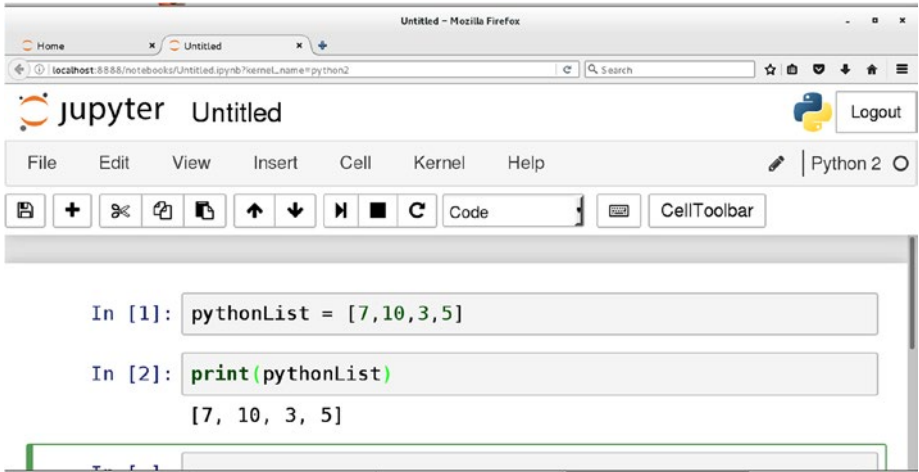 Untitled – Mozilla Firefox
Home × Untitled ×
localhost:8888/notebooks/Untitled.ipynb?kernel_name=python2 Search
jupyter Untitled Logout
File Edit View Insert Cell Kernel Help Python 2
Code CellToolbar
In [1]: pythonList = [7,10,3,5]
In [2]: print(pythonList)
[7, 10, 3, 5]
In [ ]